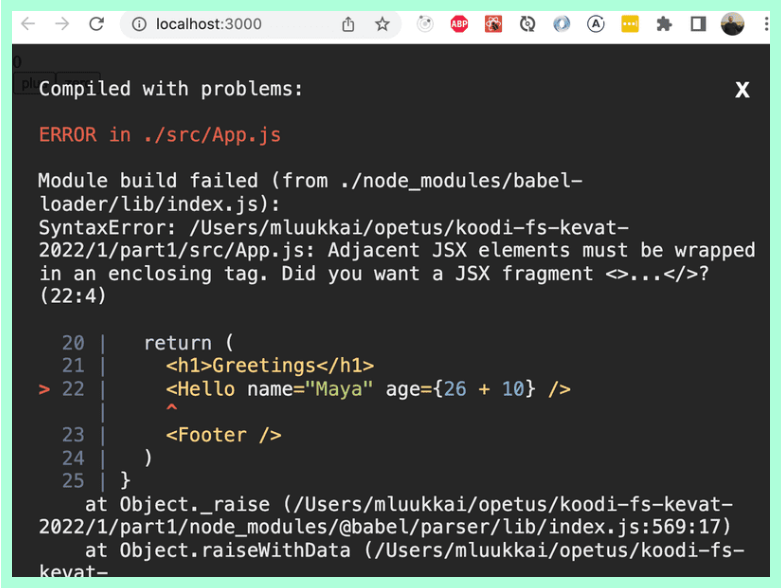 localhost:3000
ABP
A
0
plus
Compiled with problems:
X
ERROR in ./src/App.js
Module build failed (from ./node_modules/babel-
loader/lib/index.js):
SyntaxError: /Users/mluukkai/opetus/koodi-fs-kevat-
2022/1/part1/src/App.js: Adjacent JSX elements must be wrapped
in an enclosing tag. Did you want a JSX fragment <>...</>?
(22:4)
20 |   return (
21 |     <h1>Greetings</h1>
> 22 |     <Hello name="Maya" age={26 + 10} />
|     ^
23 |     <Footer />
24 |   )
25 | }
at Object._raise (/Users/mluukkai/opetus/koodi-fs-kevat-
2022/1/part1/node_modules/@babel/parser/lib/index.js:569:17)
at Object.raiseWithData (/Users/mluukkai/opetus/koodi-fs-
kevat-